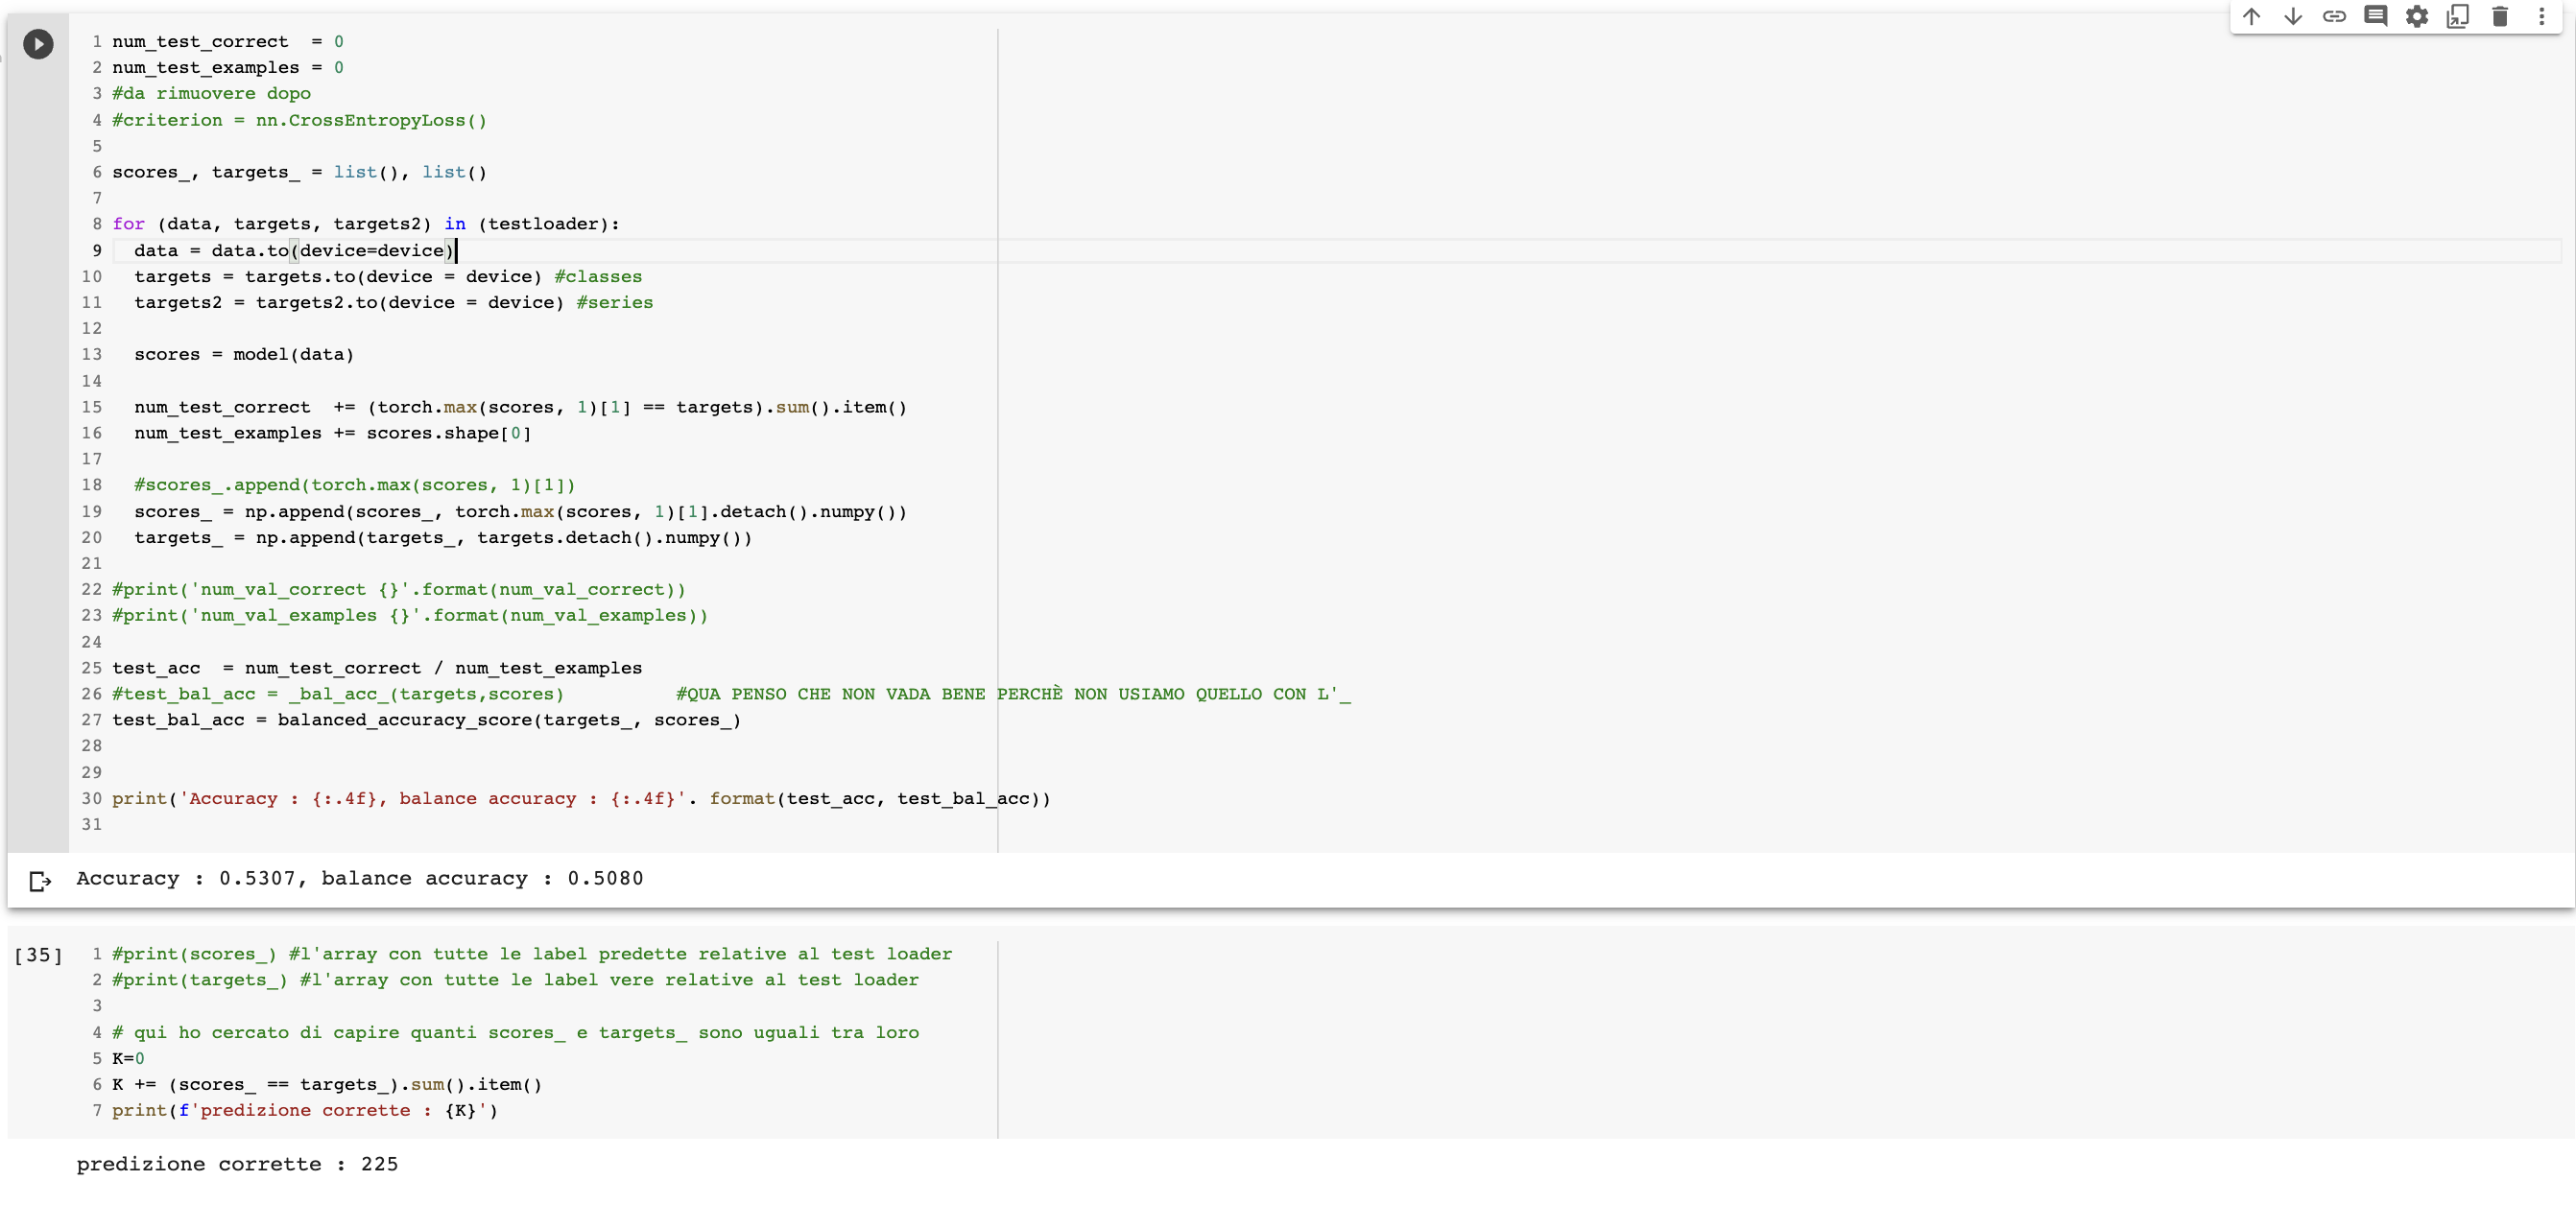 1 num_test_correct  = 0
2 num_test_examples = 0
3 #da rimuovere dopo
4 #criterion = nn.CrossEntropyLoss()
5
6 scores_, targets_ = list(), list()
7
8 for (data, targets, targets2) in (testloader):
9   data = data.to(device=device)
10   targets = targets.to(device = device) #classes
11   targets2 = targets2.to(device = device) #series
12
13   scores = model(data)
14
15   num_test_correct  += (torch.max(scores, 1)[1] == targets).sum().item()
16   num_test_examples += scores.shape[0]
17
18   #scores_.append(torch.max(scores, 1)[1])
19   scores_ = np.append(scores_, torch.max(scores, 1)[1].detach().numpy())
20   targets_ = np.append(targets_, targets.detach().numpy())
21
22 #print('num_val_correct {}'.format(num_val_correct))
23 #print('num_val_examples {}'.format(num_val_examples))
24
25 test_acc  = num_test_correct / num_test_examples
26 #test_bal_acc = _bal_acc_(targets,scores)          #QUA PENSO CHE NON VADA BENE PERCHÈ NON USIAMO QUELLO CON L'_
27 test_bal_acc = balanced_accuracy_score(targets_, scores_)
28
29
30 print('Accuracy : {:.4f}, balance accuracy : {:.4f}'. format(test_acc, test_bal_acc))
31
Accuracy : 0.5307, balance accuracy : 0.5080
[35] 1 #print(scores_) #l'array con tutte le label predette relative al test loader
2 #print(targets_) #l'array con tutte le label vere relative al test loader
3
4 # qui ho cercato di capire quanti scores_ e targets_ sono uguali tra loro
5 K=0
6 K += (scores_ == targets_).sum().item()
7 print(f'predizione corrette : {K}')
predizione corrette : 225